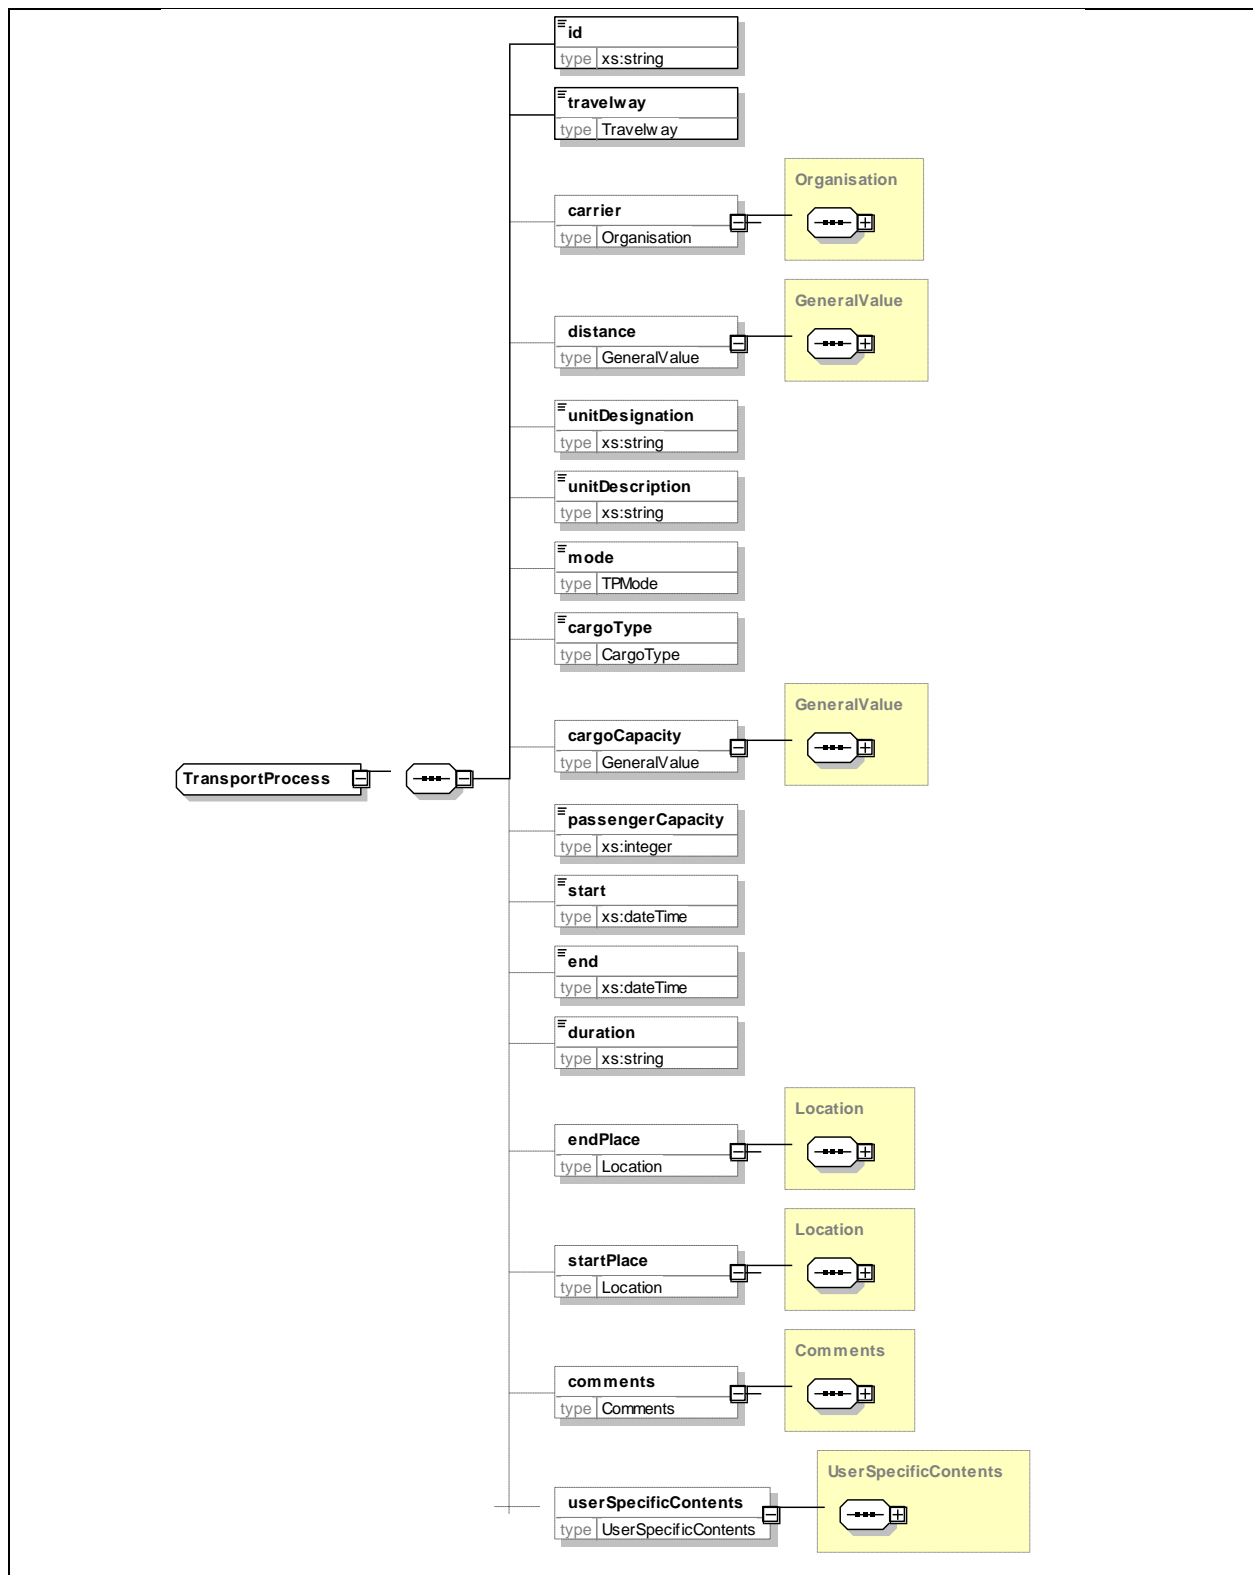 id
type xs:string
travelway
type Travelway
Organisation
carrier
type Organisation
GeneralValue
distance
type GeneralValue
unitDesignation
type xs:string
unitDescription
type xs:string
mode
type TPMode
cargoType
type CargoType
GeneralValue
cargoCapacity
type GeneralValue
TransportProcess
passengerCapacity
type xs:integer
start
type xs:dateTime
end
type xs:dateTime
duration
type xs:string
Location
endPlace
type Location
Location
startPlace
type Location
Comments
comments
type Comments
UserSpecificContents
userSpecificContents
type UserSpecificContents